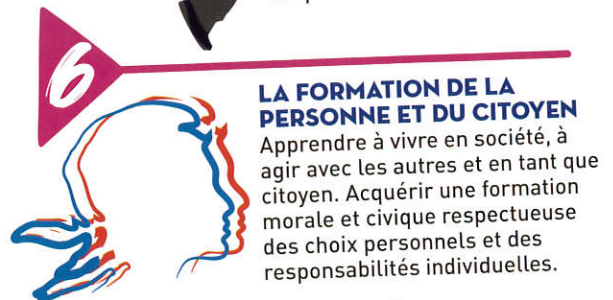 6
LA FORMATION DE LA
PERSONNE ET DU CITOYEN
Apprendre à vivre en société, à
agir avec les autres et en tant que
citoyen. Acquérir une formation
morale et civique respectueuse
des choix personnels et des
responsabilités individuelles.